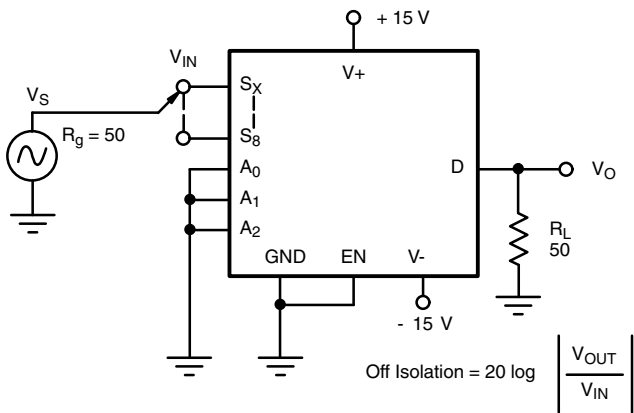 + 15 V
V+
VIN
VS
Rg = 50
SX
S8
A0
A1
A2
D
VO
RL
50
GND EN V-
- 15 V
Off Isolation = 20 log
VOUT
VIN